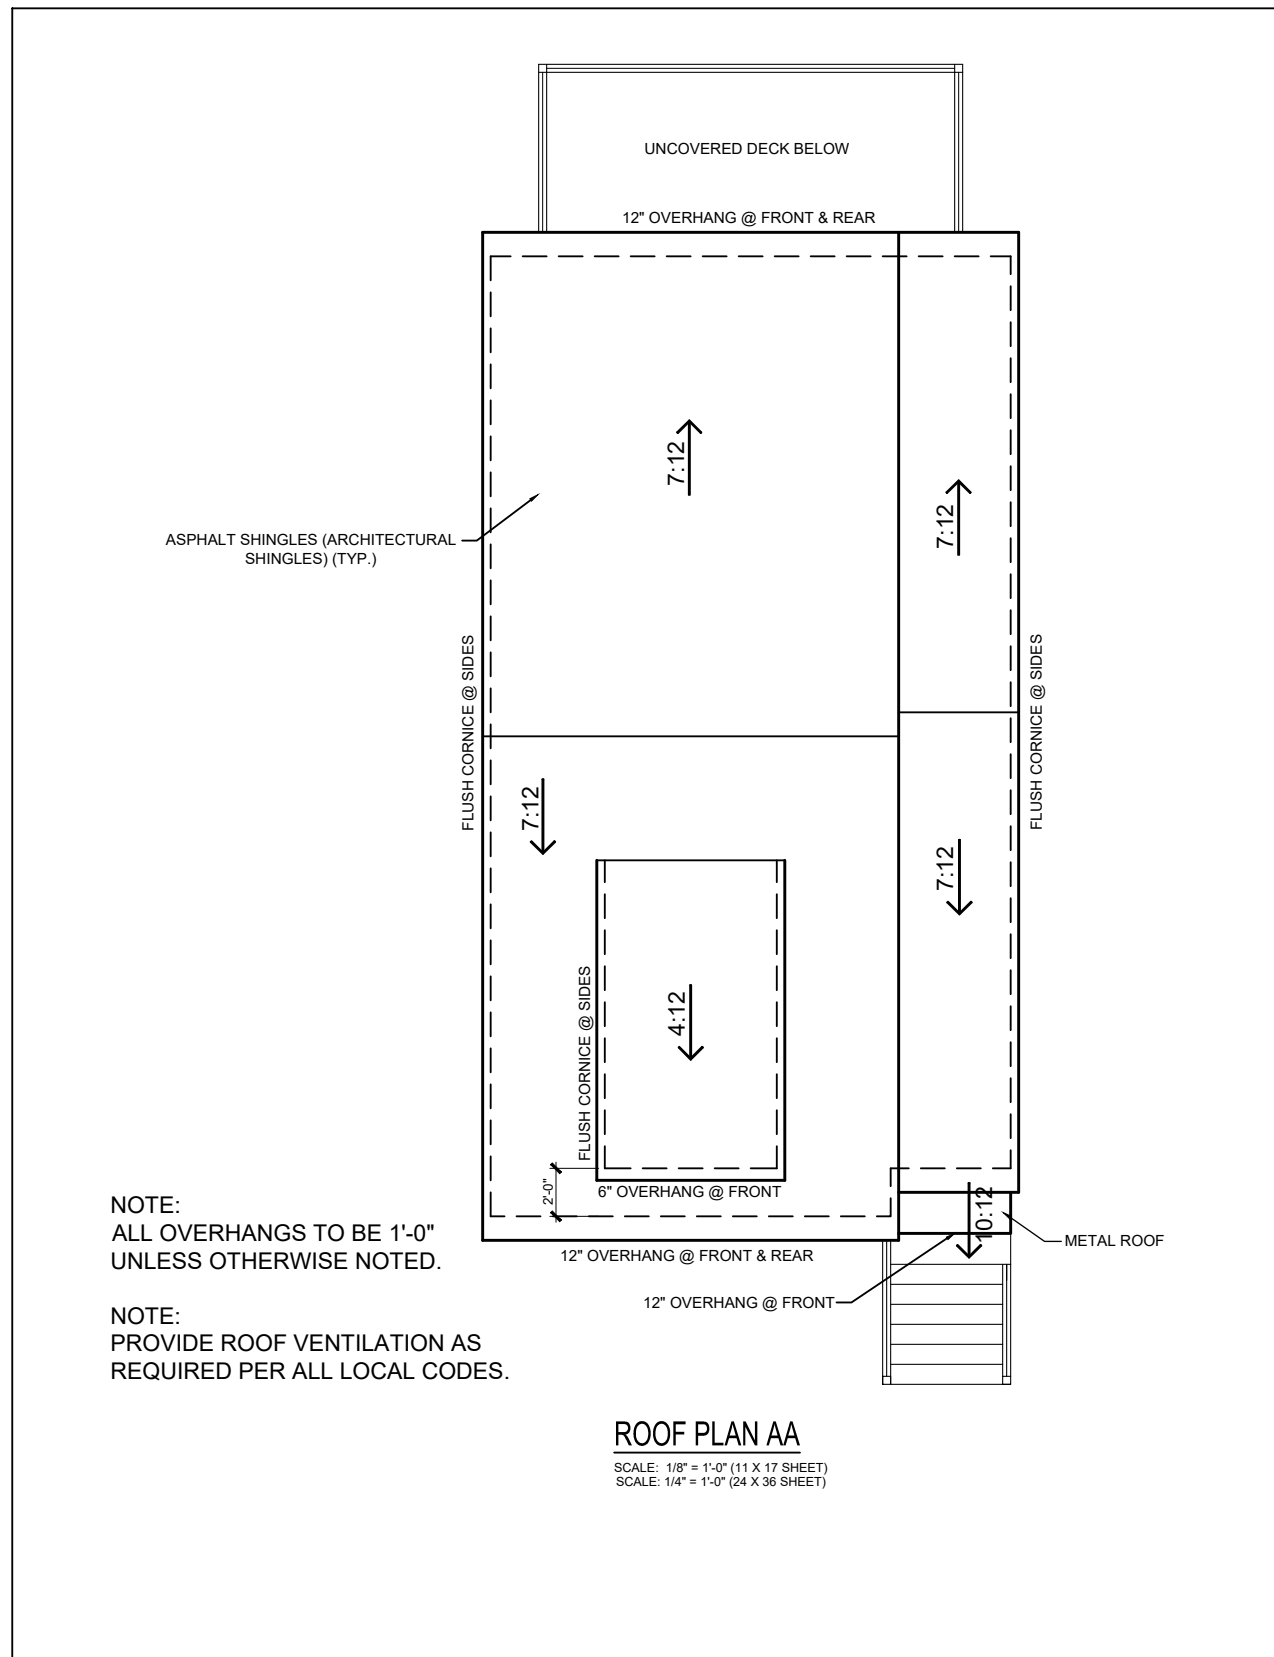 UNCOVERED DECK BELOW
12" OVERHANG @ FRONT & REAR
7:12
7:12
ASPHALT SHINGLES (ARCHITECTURAL
SHINGLES) (TYP.)
FLUSH CORNICE @ SIDES
FLUSH CORNICE @ SIDES
7:12
7:12
FLUSH CORNICE @ SIDES
4:12
2'-0"
6" OVERHANG @ FRONT
10:12
METAL ROOF
12" OVERHANG @ FRONT & REAR
12" OVERHANG @ FRONT
NOTE:
ALL OVERHANGS TO BE 1'-0"
UNLESS OTHERWISE NOTED.
NOTE:
PROVIDE ROOF VENTILATION AS
REQUIRED PER ALL LOCAL CODES.
ROOF PLAN AA
SCALE: 1/8" = 1'-0" (11 X 17 SHEET)
SCALE: 1/4" = 1'-0" (24 X 36 SHEET)